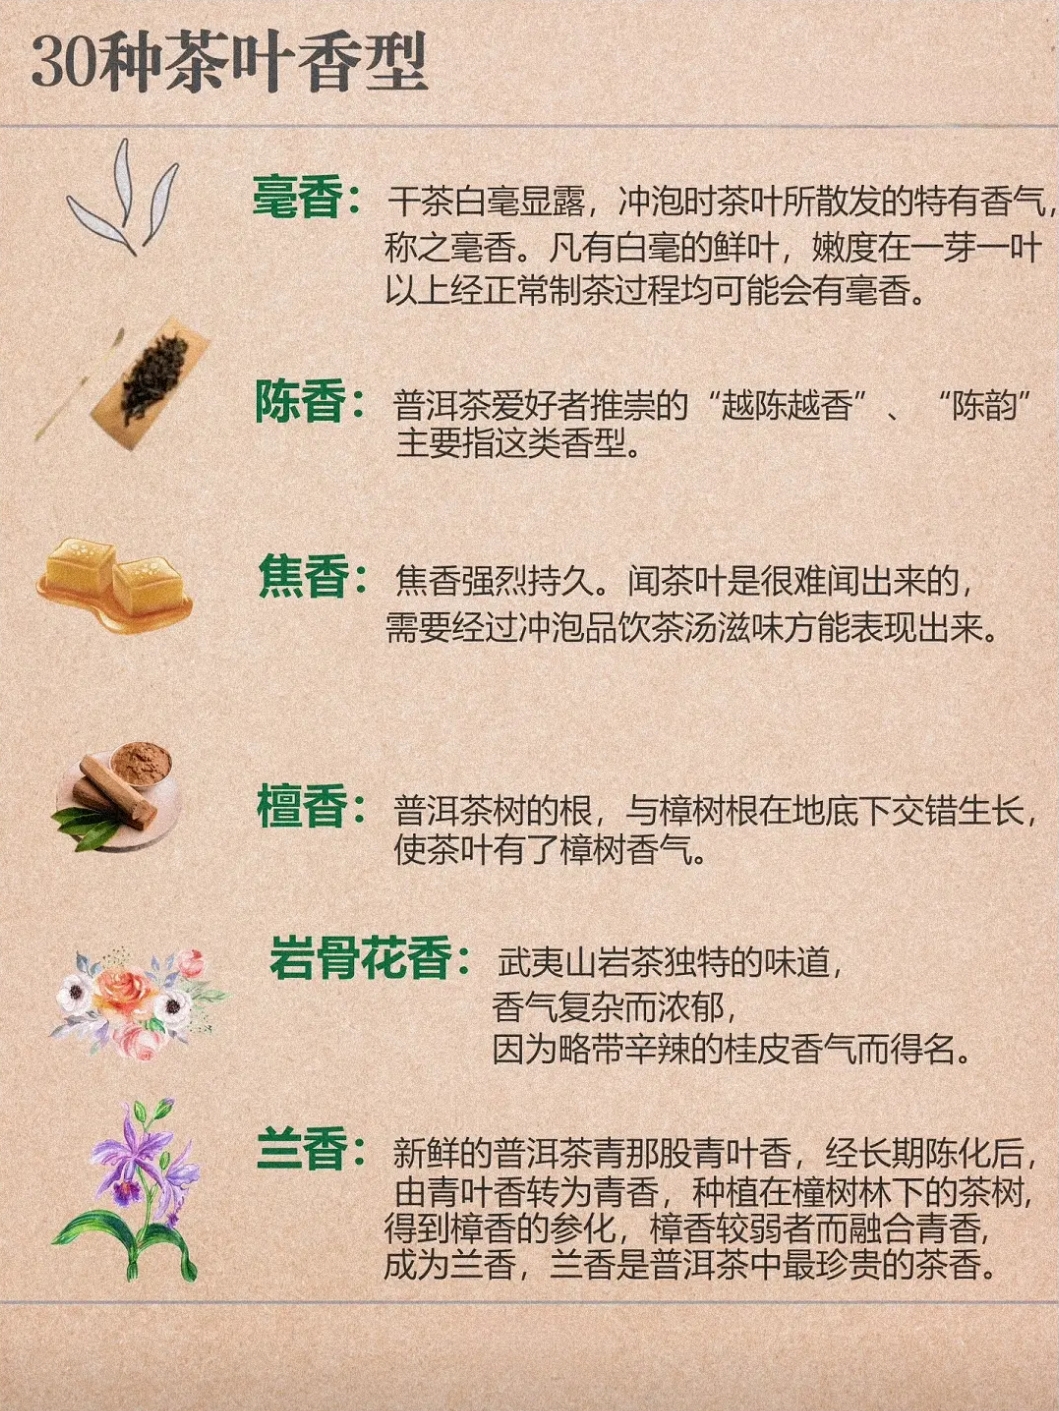 30种茶叶香型
毫香：干茶白毫显露，冲泡时茶叶所散发的特有香气，
称之毫香。凡有白毫的鲜叶，嫩度在一芽一叶
以上经正常制茶过程均可能会有毫香。
陈香：普洱茶爱好者推崇的“越陈越香”、“陈韵”
主要指这类香型。
焦香：焦香强烈持久。闻茶叶是很难闻出来的，
需要经过冲泡品饮茶汤滋味方能表现出来。
檀香：普洱茶树的根，与樟树根在地底下交错生长，
使茶叶有了樟树香气。
岩骨花香：武夷山岩茶独特的味道，
香气复杂而浓郁，
因为略带辛辣的桂皮香气而得名。
兰香：新鲜的普洱茶青那股青叶香，经长期陈化后，
由青叶香转为青香，种植在橦树林下的茶树，
得到樟香的参化，樟香较弱者而融合青香，
成为兰香，兰香是普洱茶中最珍贵的茶香。